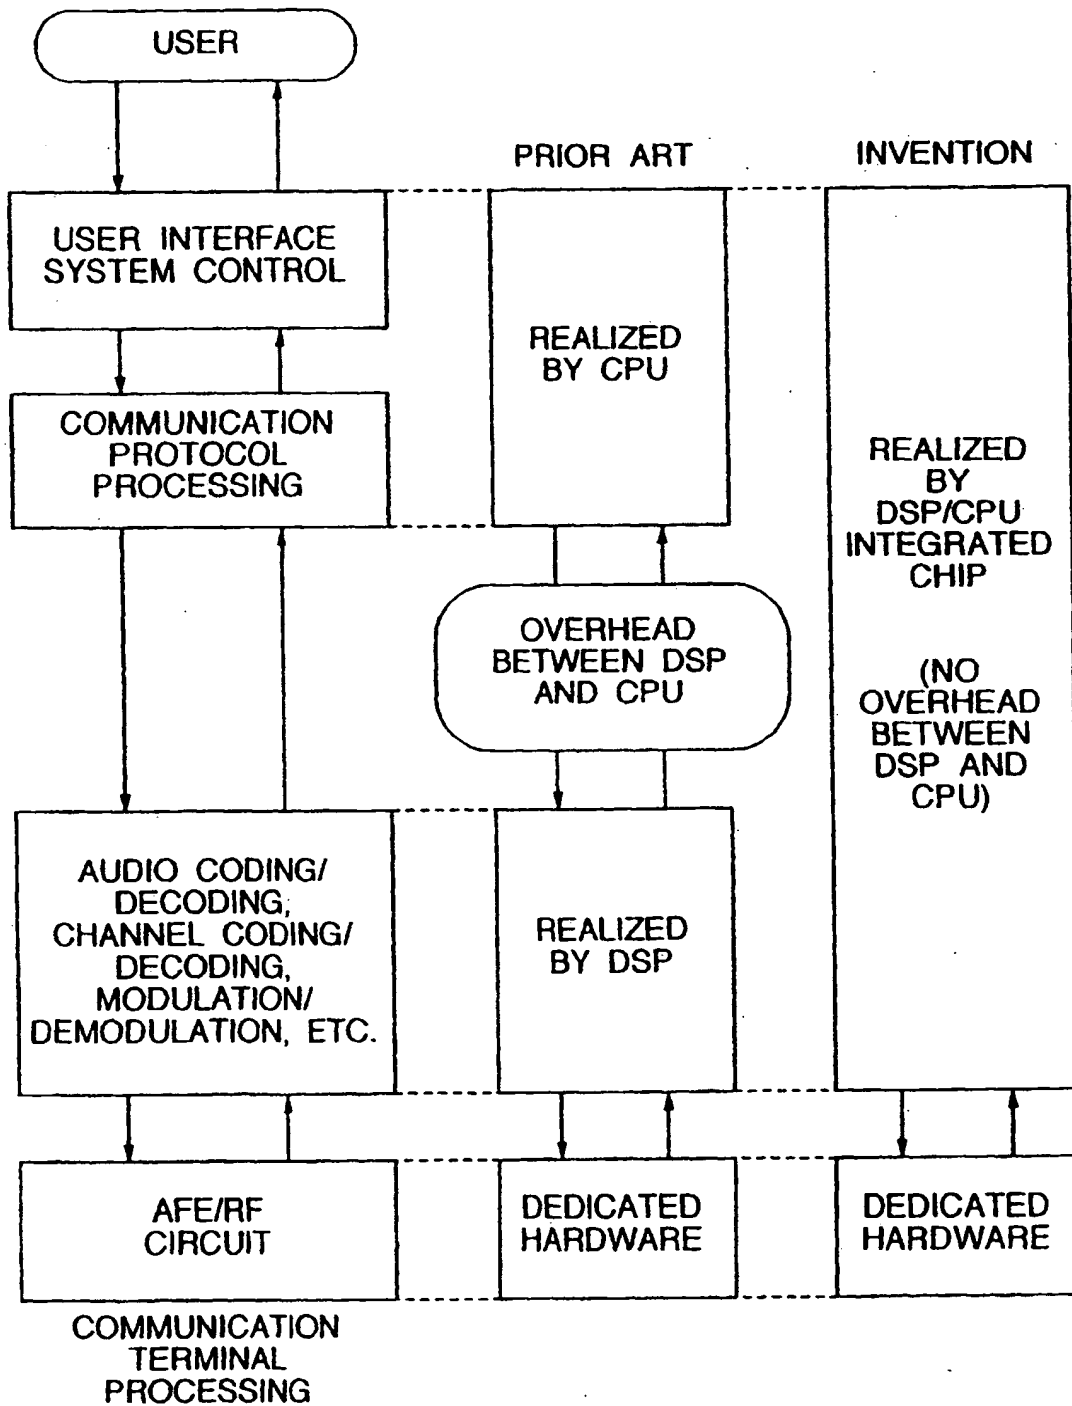 USER
PRIOR ART
INVENTION
USER INTERFACE
SYSTEM CONTROL
REALIZED
BY CPU
COMMUNICATION
PROTOCOL
PROCESSING
REALIZED
BY
DSP/CPU
INTEGRATED
CHIP
OVERHEAD
BETWEEN DSP
AND CPU
(NO
OVERHEAD
BETWEEN
DSP AND
CPU)
AUDIO CODING/
DECODING,
CHANNEL CODING/
DECODING,
MODULATION/
DEMODULATION, ETC.
REALIZED
BY DSP
AFE/RF
CIRCUIT
DEDICATED
HARDWARE
DEDICATED
HARDWARE
COMMUNICATION
TERMINAL
PROCESSING